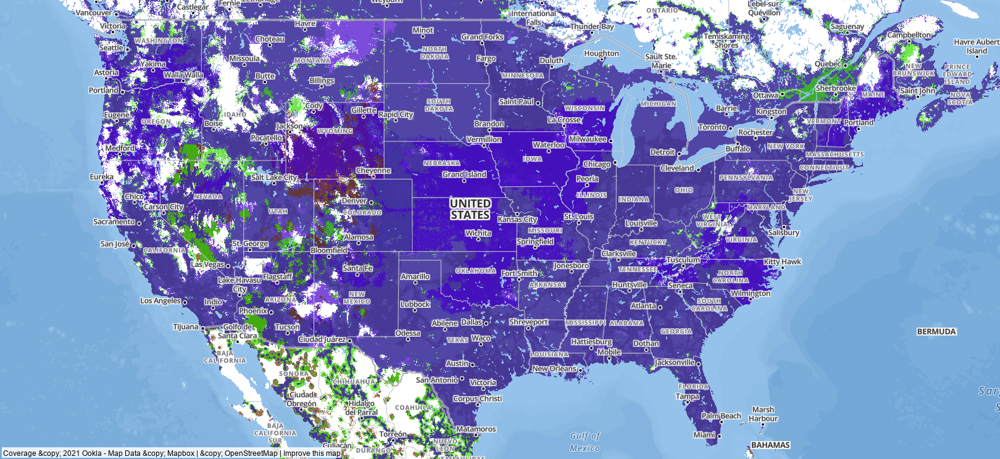 Castlegar
Fernie
Vancouver
Victoria
Seattle
WASHINGTON
Yakima
Astoria
Walla Walla
Portland
Eugene
OREGON
Medford
Eureka
Chico
Carson City
Sacramento
San José
CALIFORNIA
NEVADA
Las Vegas
Los Angeles
Indio
Tijuana
Havre
Choteau
Missoula
MONTANA
Butte
Billings
IDAHO
Boise
Pocatello
Cody
Jackson
Gillette
WYOMING
Cheyenne
Salt Lake City
UTAH
St. George
Denver
COLORADO
Alamosa
Bloomfield
Santa Fe
Flagstaff
Lake Havasu
City
ARIZONA
Phoenix
Tucson
NEW
MEXICO
Golfo de
Santa Clara
Ciudad Juárez
BAJA
CALIFORNIA
SONORA
CHIHUAHUA
Ciudad
Obregón
Hidalgo
del Parral
COAHUILA
BAJA
CALIFORNIA
SUR
Torreón
Culiacán
DURANGO
NUEVO
LEÓN
TAMAULIPAS
Matamoros
Weyburn
Minot
NORTH
DAKOTA
Grand Forks
Fargo
SOUTH
DAKOTA
Rapid City
Brandon
Vermillion
NEBRASKA
Grand Island
UNITED
STATES
Kansas City
Wichita
OKLAHOMA
Amarillo
Lubbock
Abilene
Dallas
Odessa
TEXAS
Waco
Austin
San Antonio
Victoria
Corpus Christi
International
Falls
Thunder Bay
ONTARIO
Duluth
MINNESOTA
Saint Paul
Houghton
Sault Ste.
Marie
WISCONSIN
La Crosse
Milwaukee
Waterloo
IOWA
Chicago
Peoria
ILLINOIS
INDIANA
St. Louis
MISSOURI
Springfield
Fort Smith
Jonesboro
ARKANSAS
Shreveport
LOUISIANA
New Orleans
MISSISSIPPI
Hattiesburg
Mobile
ALABAMA
Dothan
MICHIGAN
Detroit
Cleveland
OHIO
Louisville
KENTUCKY
Clarksville
TENNESSEE
Tusculum
Huntsville
Seneca
Atlanta
GEORGIA
SOUTH
CAROLINA
NORTH
CAROLINA
Wilmington
Kitty Hawk
WEST
VIRGINIA
VIRGINIA
Salisbury
MARYLAND
PENNSYLVANIA
NEW
JERSEY
Jacksonville
FLORIDA
Tampa
Palm Beach
Miami
Marsh
Harbour
BAHAMAS
BERMUDA
Gulf of
Mexico
Lebel-sur-
Quévillon
Temiskaming
Shores
Saguenay
Campbellton
Havre Aubert
Island
Quebec
NEW
BRUNSWICK
PRINCE
EDWARD
ISLAND
Ottawa
Sherbrooke
MAINE
Saint John
NOVA
SCOTIA
Barrie
Kingston
Toronto
Rochester
Buffalo
NEW YORK
VERMONT
Portland
MASSACHUSETTS
CONNECTICUT
Coverage &copy; 2021 Ookla - Map Data &copy; Mapbox | &copy; OpenStreetMap | Improve this map